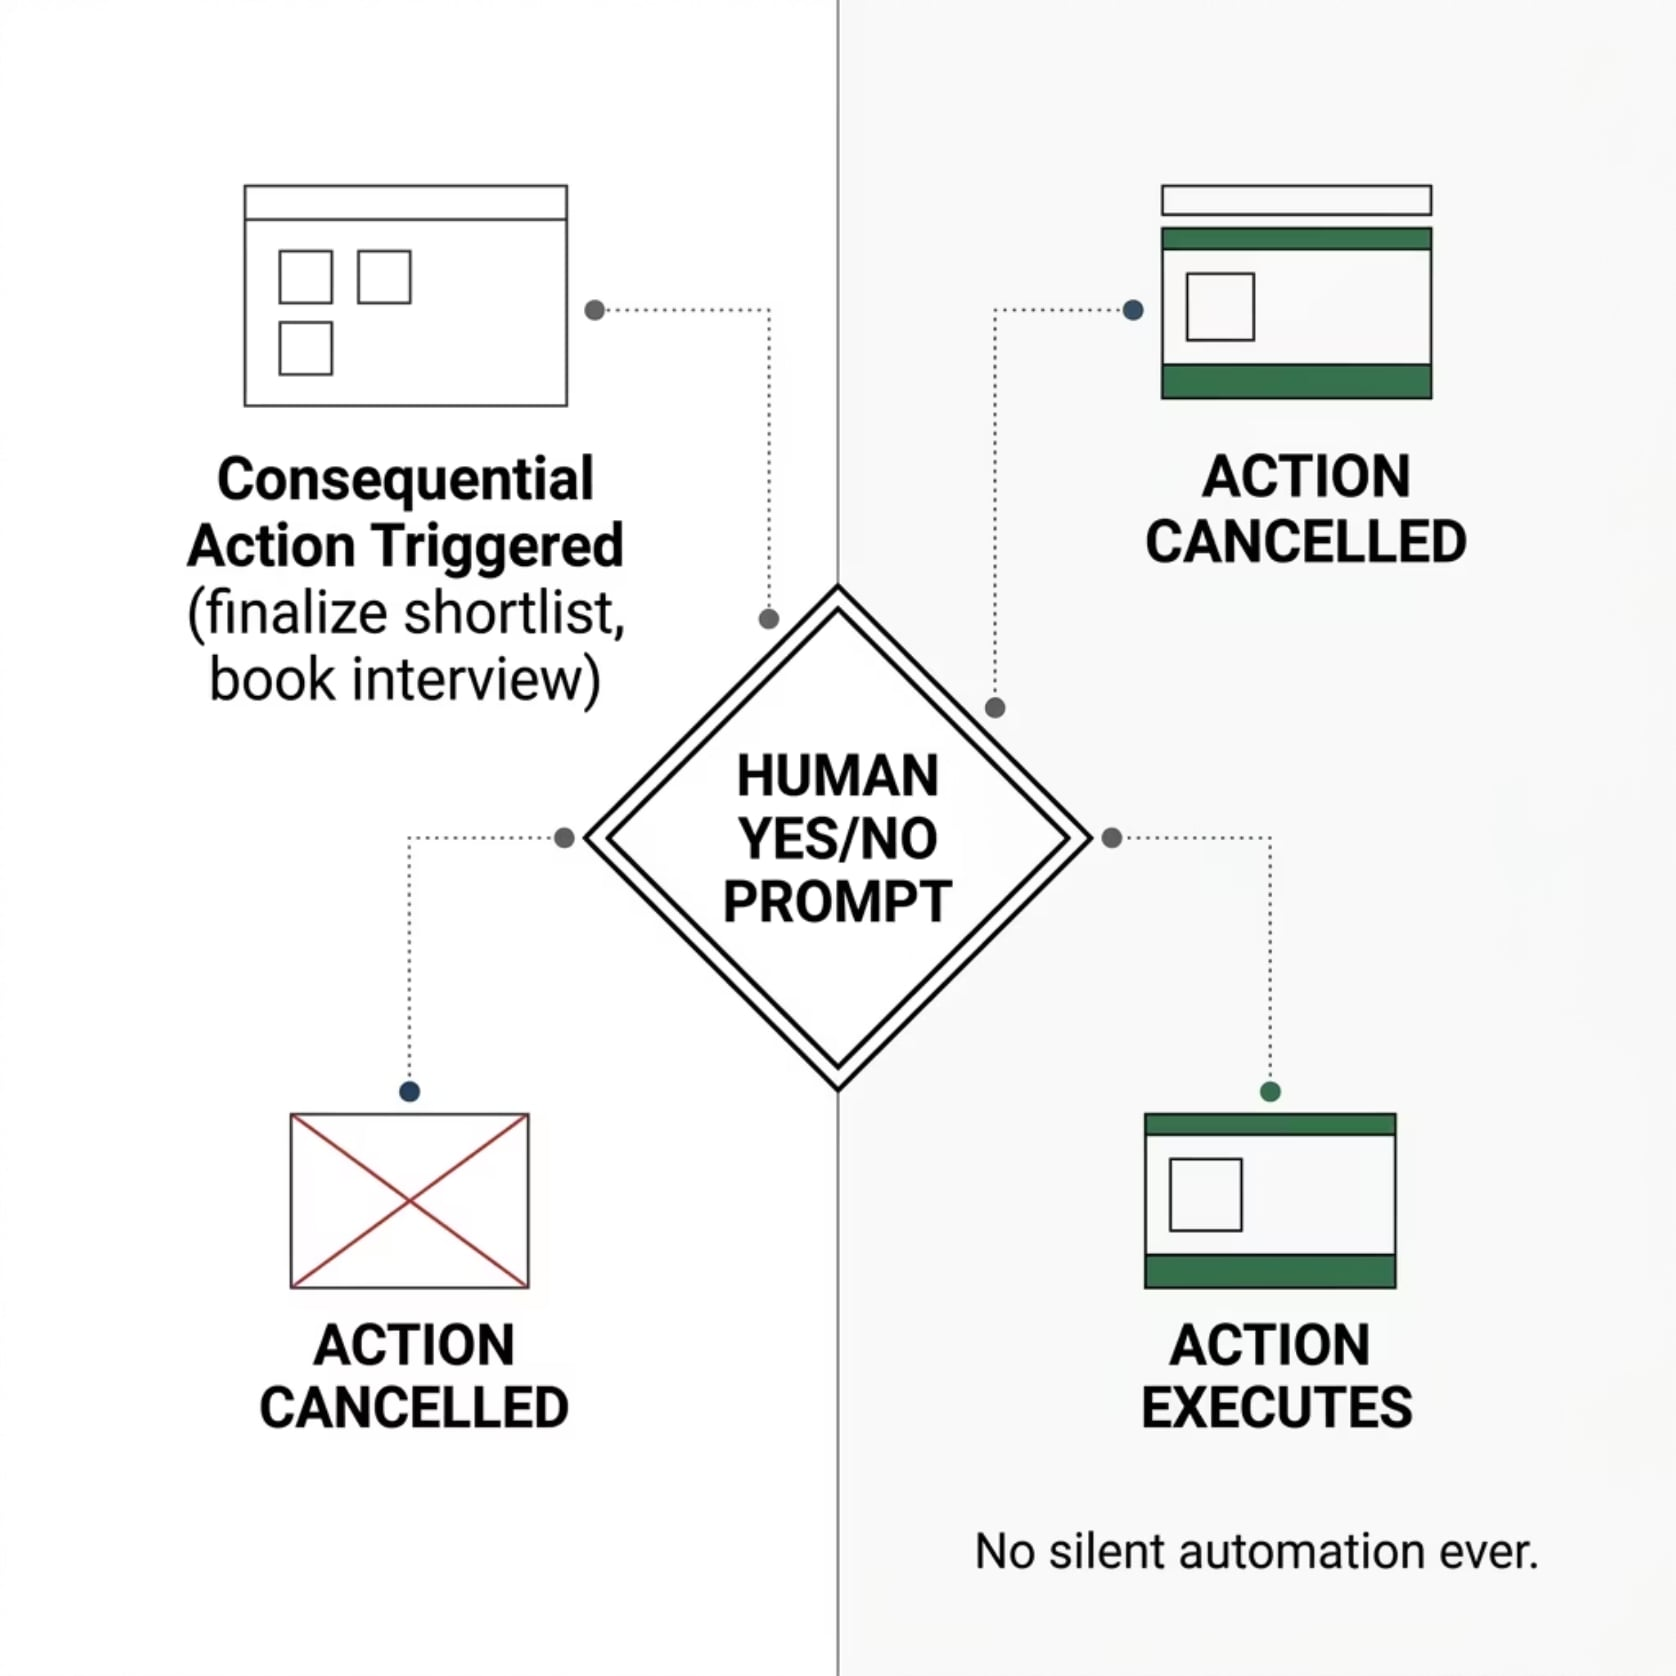 Consequential
Action Triggered
(finalize shortlist,
book interview)
ACTION
CANCELLED
HUMAN
YES/NO
PROMPT
ACTION
CANCELLED
ACTION
EXECUTES
No silent automation ever.